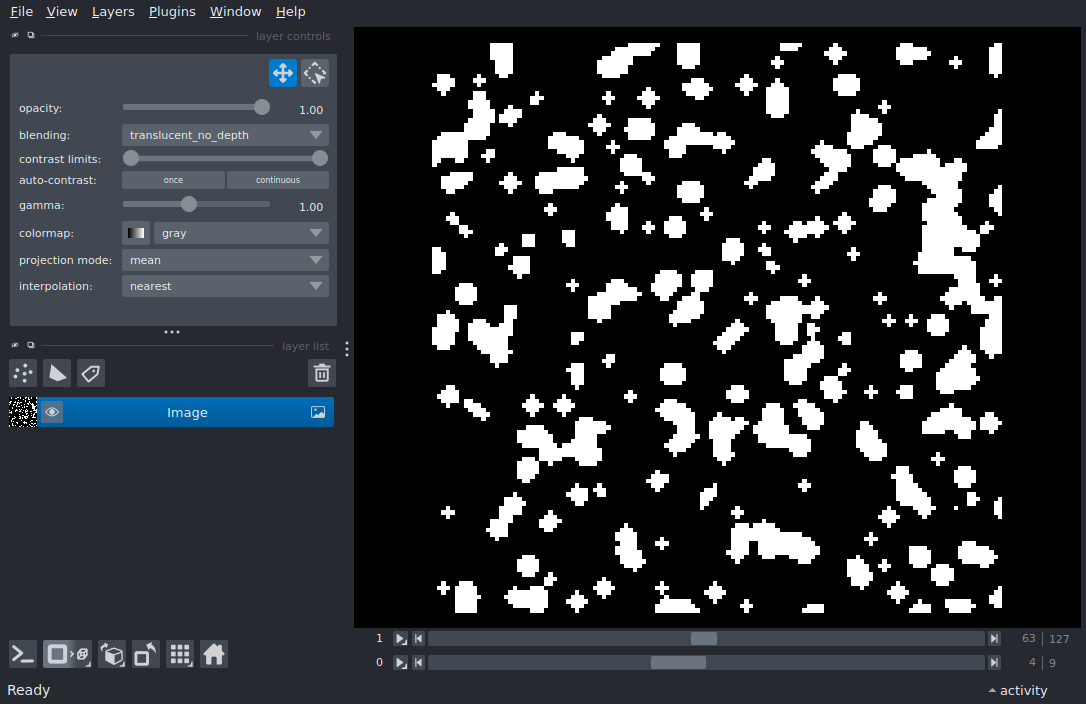 File View Layers Plugins Window Help
layer controls
opacity: 1.00
blending: translucent_no_depth
contrast limits:
auto-contrast: once continuous
gamma: 1.00
colormap: gray
projection mode: mean
interpolation: nearest
layer list
Image
1 63 127
0 4 9
Ready activity